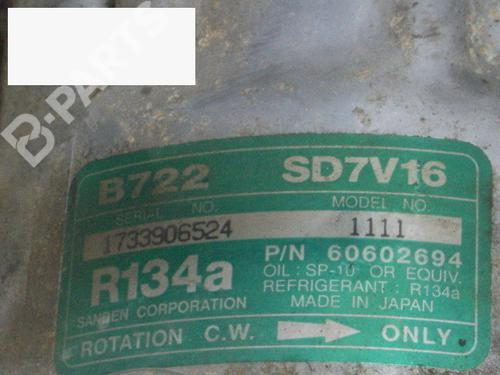 B-PARTS
B722 SD7V16
SERIAL NO. MODEL NO.
1733906524 1111
R134a P/N 60602694
OIL : SP-10 OR EQUIV.
REFRIGERANT : R134a
SANDEN CORPORATION MADE IN JAPAN
ROTATION C.W. ONLY